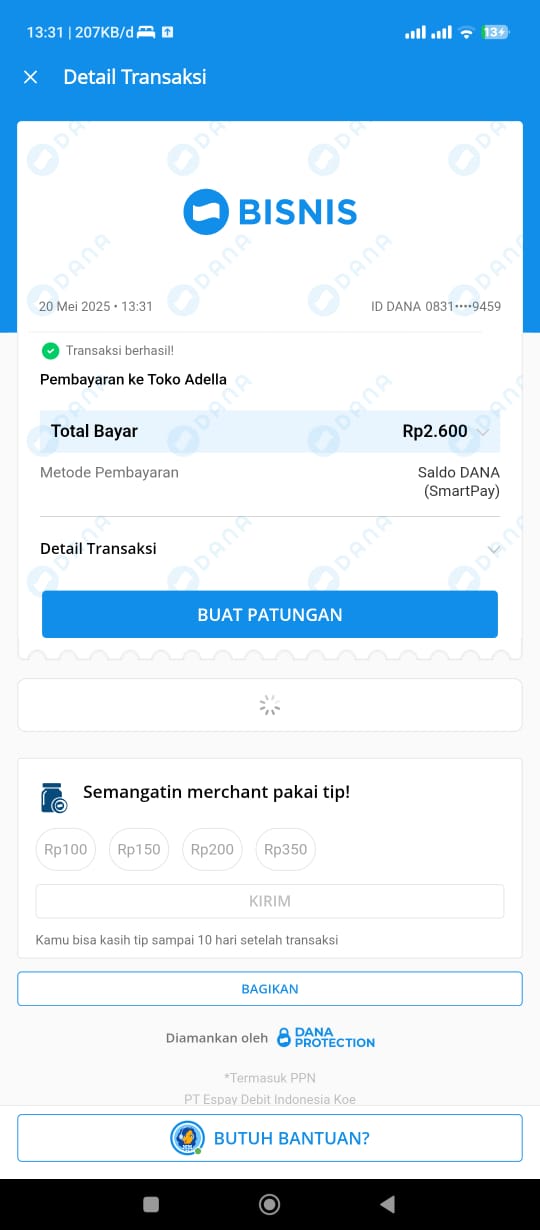 13:31 | 207KB/d
13
Detail Transaksi
BISNIS
20 Mei 2025 • 13:31
ID DANA 0831••••9459
Transaksi berhasil!
Pembayaran ke Toko Adella
Total Bayar
Rp2.600
Metode Pembayaran
Saldo DANA
(SmartPay)
Detail Transaksi
BUAT PATUNGAN
Semangatin merchant pakai tip!
Rp100
Rp150
Rp200
Rp350
KIRIM
Kamu bisa kasih tip sampai 10 hari setelah transaksi
BAGIKAN
Diamankan oleh
DANA
PROTECTION
*Termasuk PPN
PT Espay Debit Indonesia Koe
BUTUH BANTUAN?